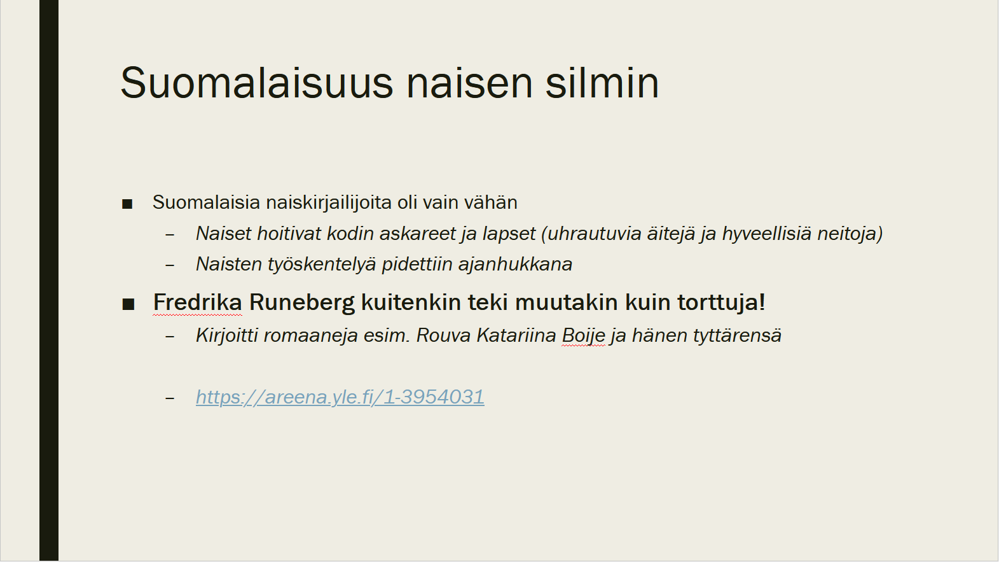 Suomalaisuus naisen silmin
■ Suomalaisia naiskirjailijoita oli vain vähän
– Naiset hoitivat kodin askareet ja lapset (uhrautuvia äitejä ja hyveellisiä neitoja)
– Naisten työskentelyä pidettiin ajanhukkana
■ Fredrika Runeberg kuitenkin teki muutakin kuin torttuja!
– Kirjoitti romaaneja esim. Rouva Katariina Boije ja hänen tyttärensä
– https://areena.yle.fi/1-3954031